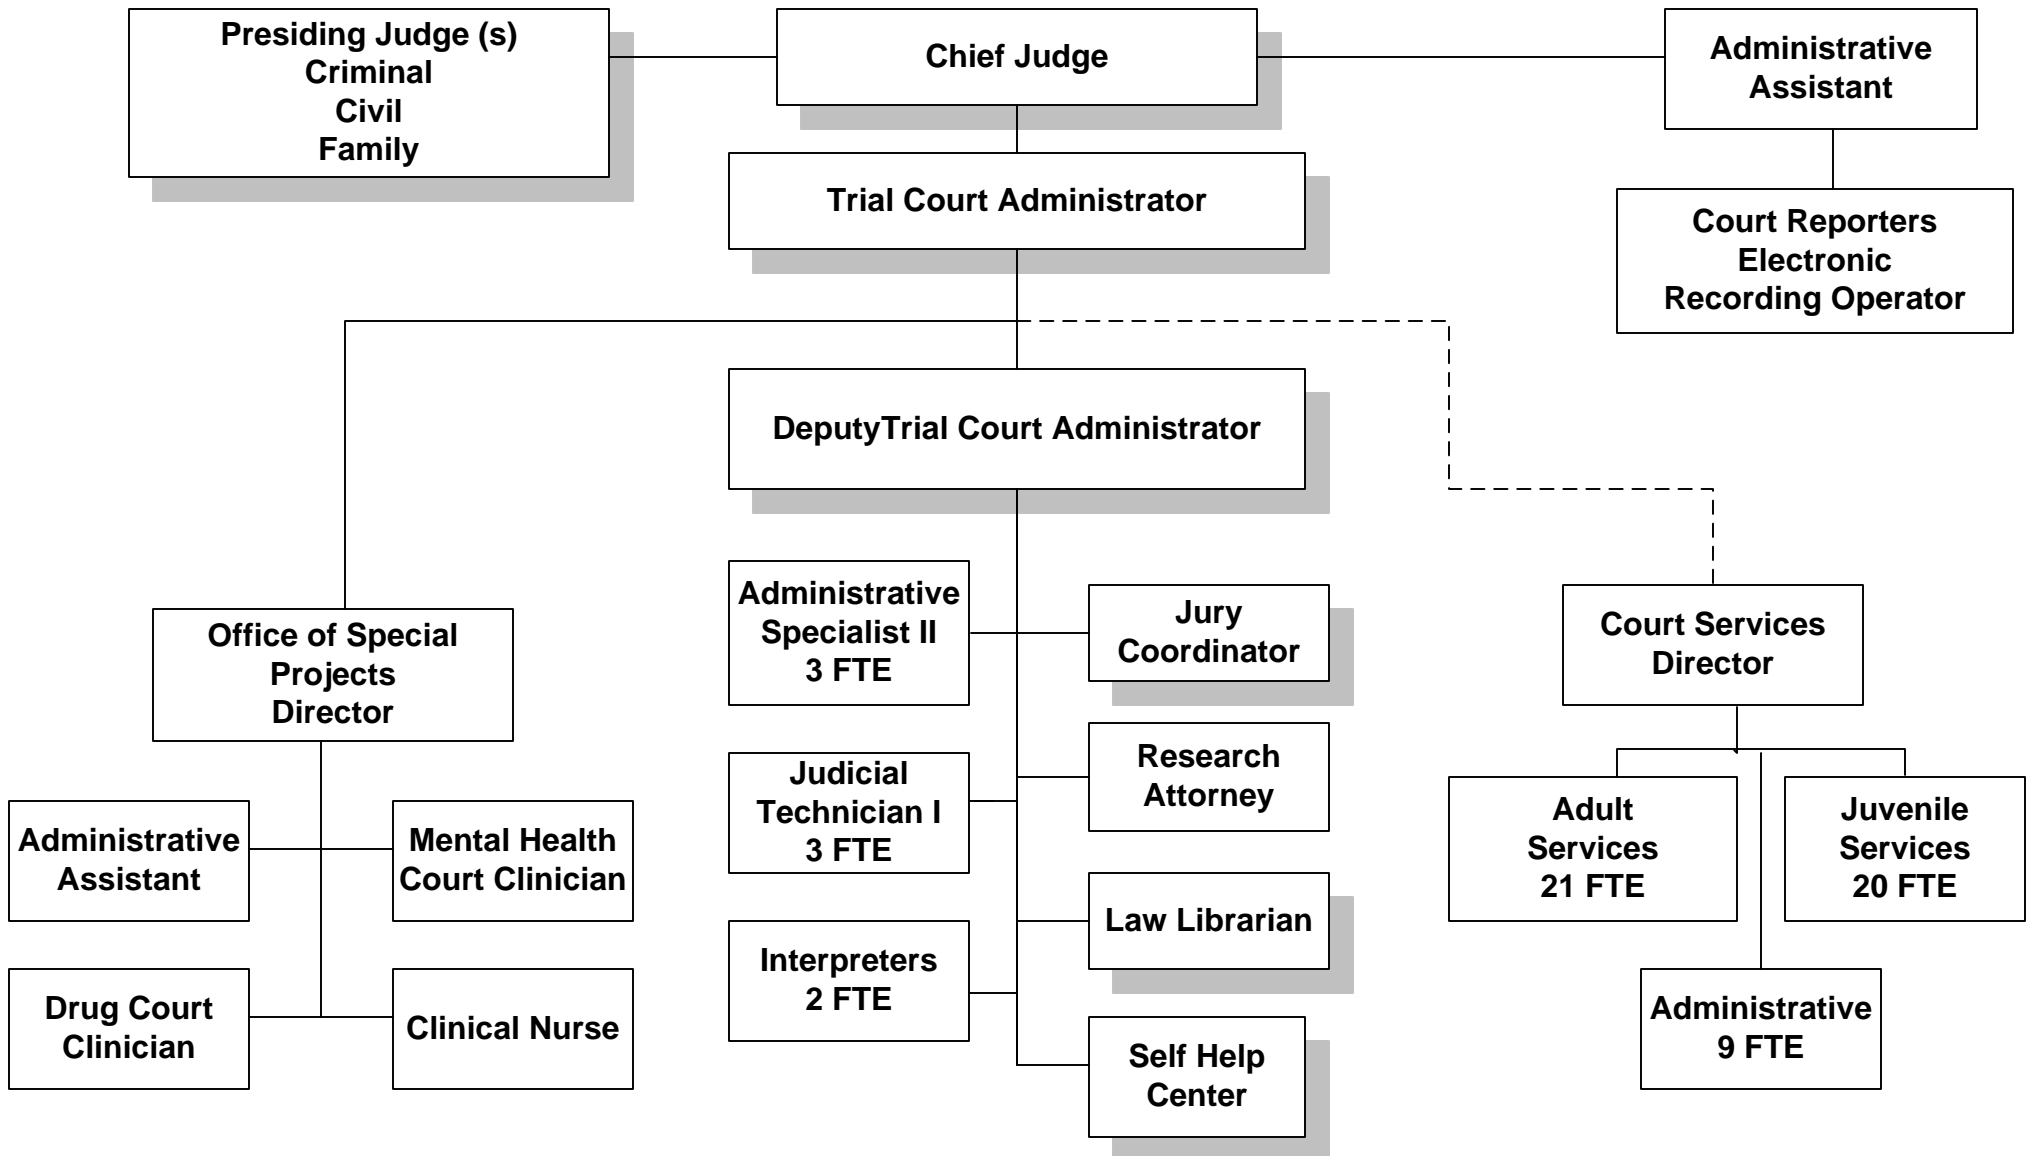 Presiding Judge (s)
Criminal
Civil
Family
Chief Judge
Administrative
Assistant
Trial Court Administrator
Court Reporters
Electronic
Recording Operator
DeputyTrial Court Administrator
Office of Special
Projects
Director
Administrative
Assistant
Mental Health
Court Clinician
Drug Court
Clinician
Clinical Nurse
Administrative
Specialist II
3 FTE
Jury
Coordinator
Judicial
Technician I
3 FTE
Research
Attorney
Law Librarian
Interpreters
2 FTE
Self Help
Center
Court Services
Director
Adult
Services
21 FTE
Juvenile
Services
20 FTE
Administrative
9 FTE